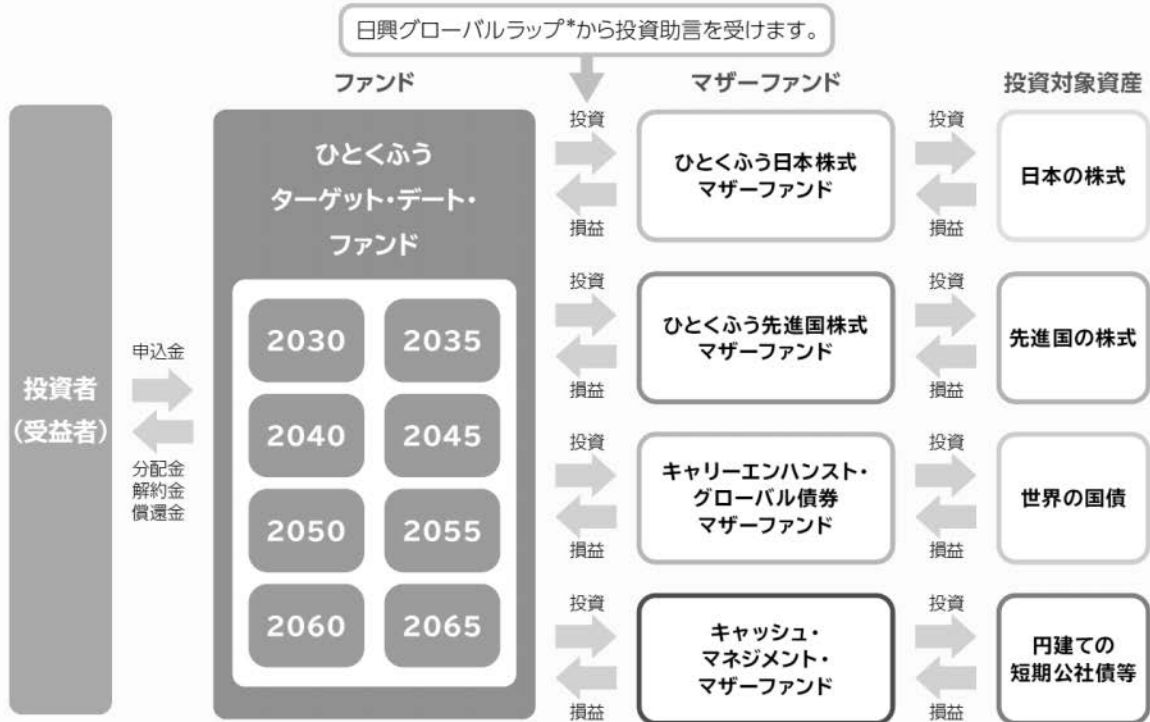 日興グローバルラップ*から投資助言を受けます。
ファンド
マザーファンド
投資対象資産
投資者
(受益者)
申込金
分配金
解約金
償還金
ひとくふう
ターゲット・デート・
ファンド
2030
2035
2040
2045
2050
2055
2060
2065
投資
損益
ひとくふう日本株式
マザーファンド
投資
損益
日本の株式
投資
損益
ひとくふう先進国株式
マザーファンド
投資
損益
先進国の株式
投資
損益
キャリーエンハンスト・
グローバル債券
マザーファンド
投資
損益
世界の国債
投資
損益
キャッシュ・
マネジメント・
マザーファンド
投資
損益
円建ての
短期公社債等